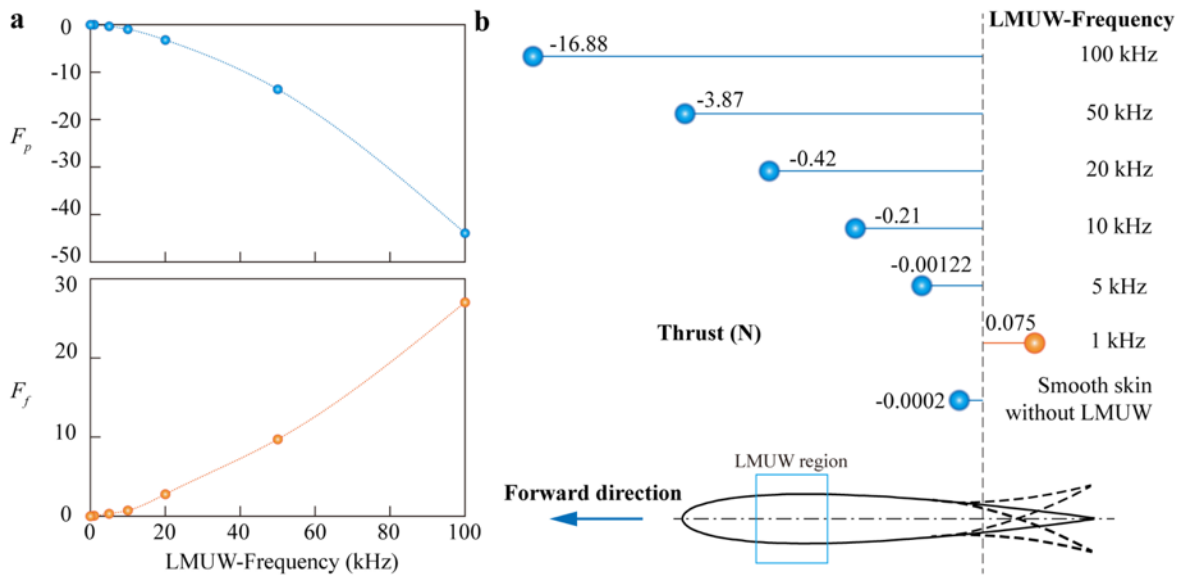 a
0
-10
-20
-30
-40
-50
F_p
30
20
10
0
F_f
0
20
40
60
80
100
LMUW-Frequency (kHz)
b
LMUW-Frequency
-16.88
100 kHz
-3.87
50 kHz
-0.42
20 kHz
-0.21
10 kHz
-0.00122
5 kHz
0.075
1 kHz
Thrust (N)
Smooth skin
without LMUW
-0.0002
LMUW region
Forward direction